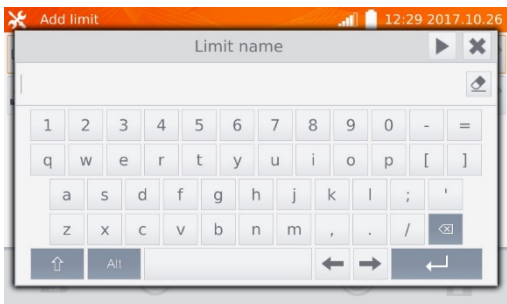 Add limit 12:29 2017.10.26
Limit name
1 2 3 4 5 6 7 8 9 0 - =
q w e r t y u i o p [ ]
a s d f g h j k l ; '
z x c v b n m , . /
Alt